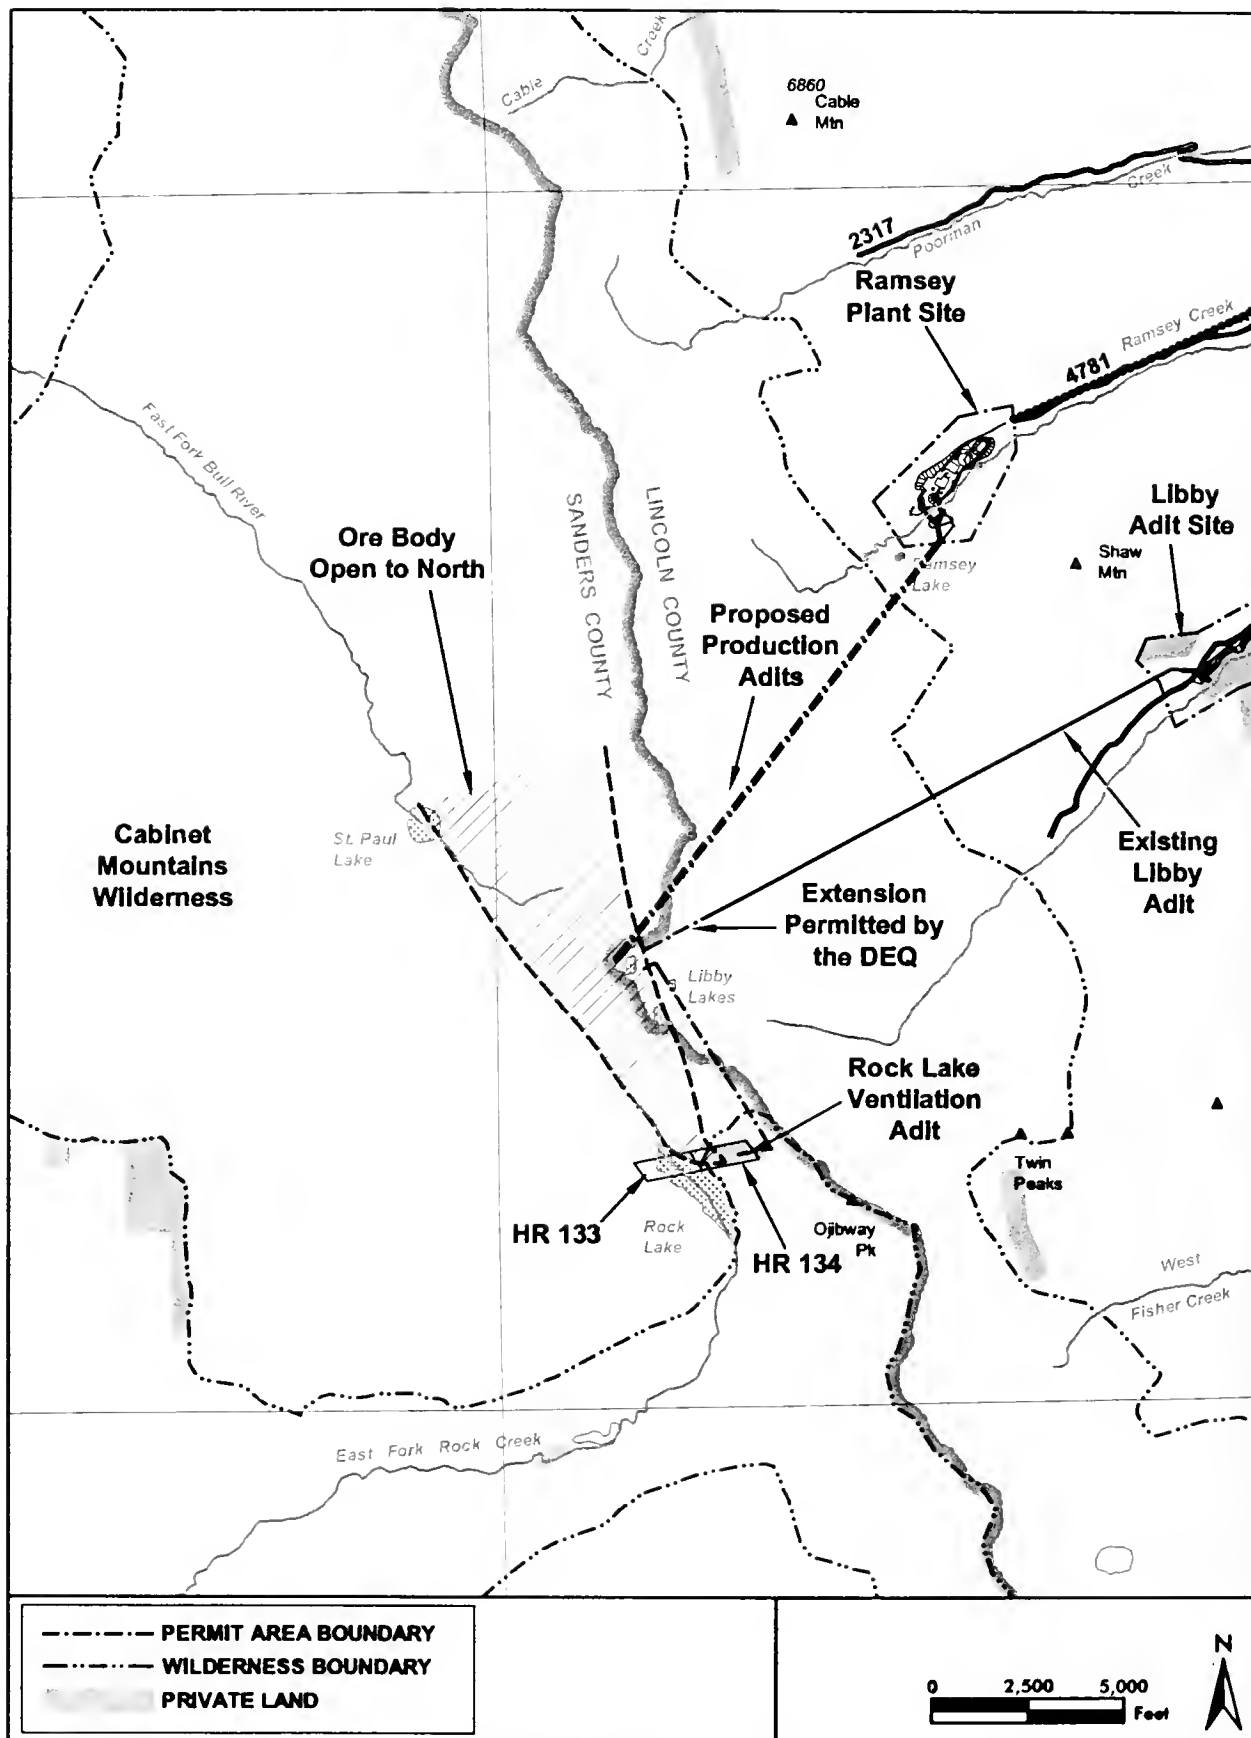 Cable
Creek
6860
Cable
Mtn
2317
Poorman
Creek
Ramsey
Plant Site
4781
Ramsey Creek
East Fork Bull River
SANDERS COUNTY
LINCOLN COUNTY
Ore Body
Open to North
Libby
Adit Site
Shaw
Mtn
Ramsey
Lake
Proposed
Production
Adits
Cabinet
Mountains
Wilderness
St. Paul
Lake
Existing
Libby
Adit
Extension
Permitted by
the DEQ
Libby
Lakes
Rock Lake
Ventilation
Adit
Twin
Peaks
HR 133
Rock
Lake
HR 134
Ojibway
Pk
West
Fisher Creek
East Fork Rock Creek
PERMIT AREA BOUNDARY
WILDERNESS BOUNDARY
PRIVATE LAND
N
0 2,500 5,000
Feet